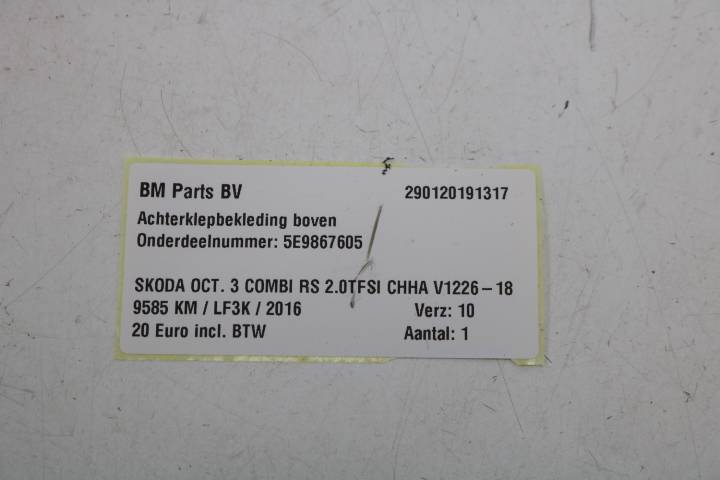 BM Parts BV 290120191317
Achterklepbekleding boven
Onderdeelnummer: 5E9867605
SKODA OCT. 3 COMBI RS 2.0TFSI CHHA V1226-18
9585 KM / LF3K / 2016 Verz: 10
20 Euro incl. BTW Aantal: 1